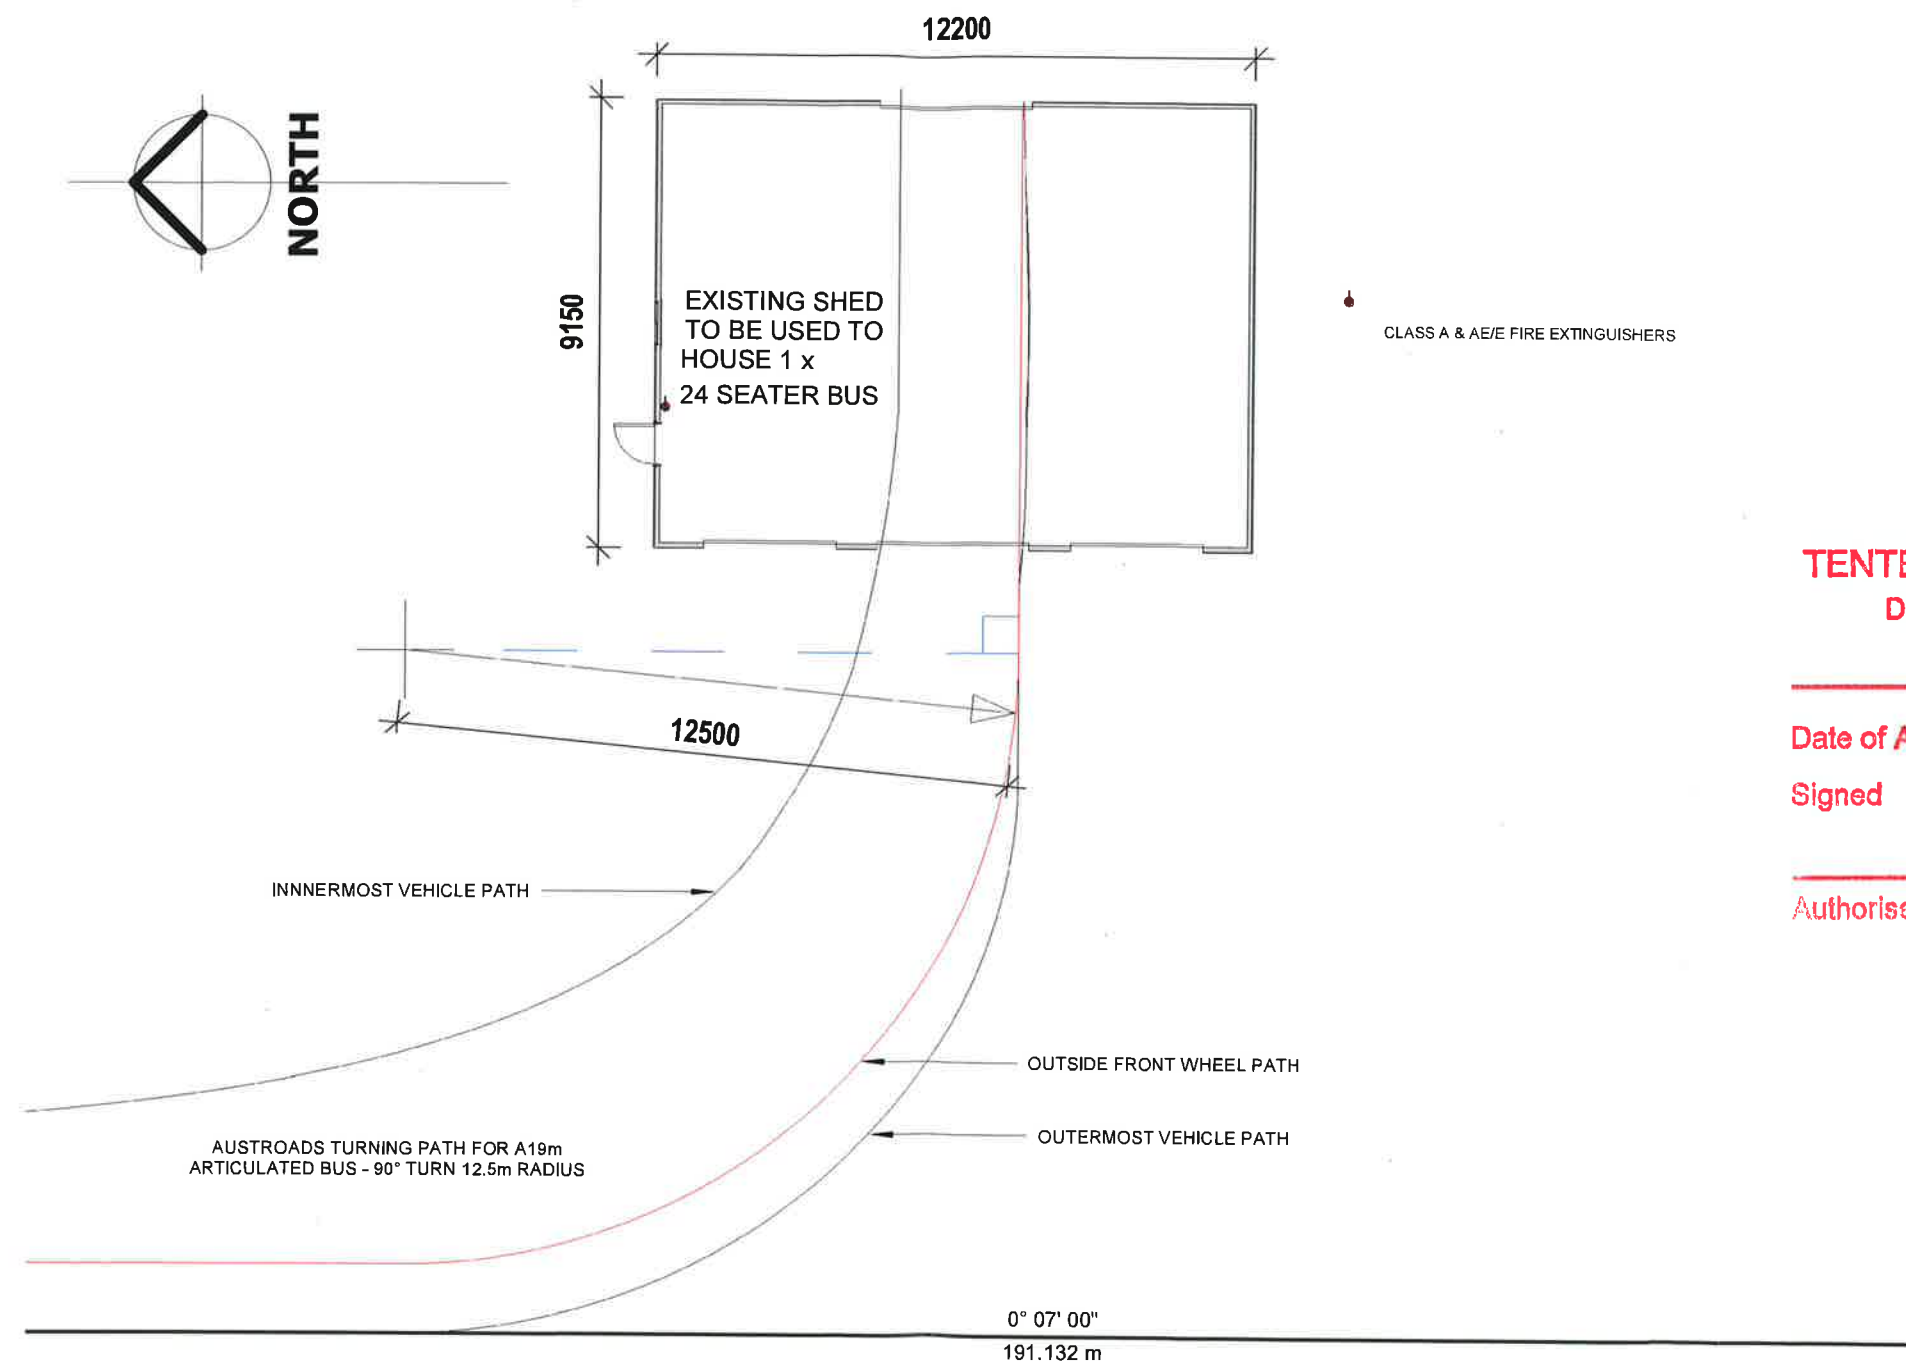 12200
NORTH
9150
EXISTING SHED
TO BE USED TO
HOUSE 1 x
24 SEATER BUS
CLASS A & AE/E FIRE EXTINGUISHERS
12500
INNNERMOST VEHICLE PATH
OUTSIDE FRONT WHEEL PATH
OUTERMOST VEHICLE PATH
AUSTROADS TURNING PATH FOR A19m
ARTICULATED BUS - 90° TURN 12.5m RADIUS
0° 07' 00"
191.132 m
Date of
Signed